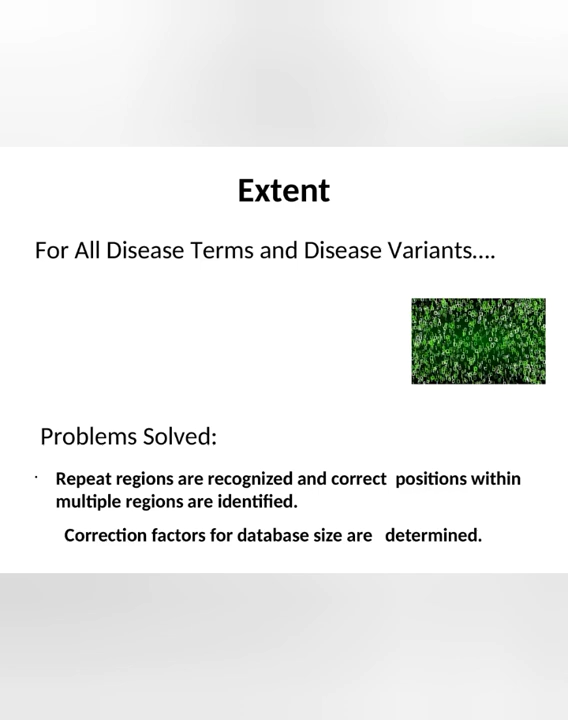 Extent
For All Disease Terms and Disease Variants....
Problems Solved:
· Repeat regions are recognized and correct positions within
multiple regions are identified.
Correction factors for database size are determined.